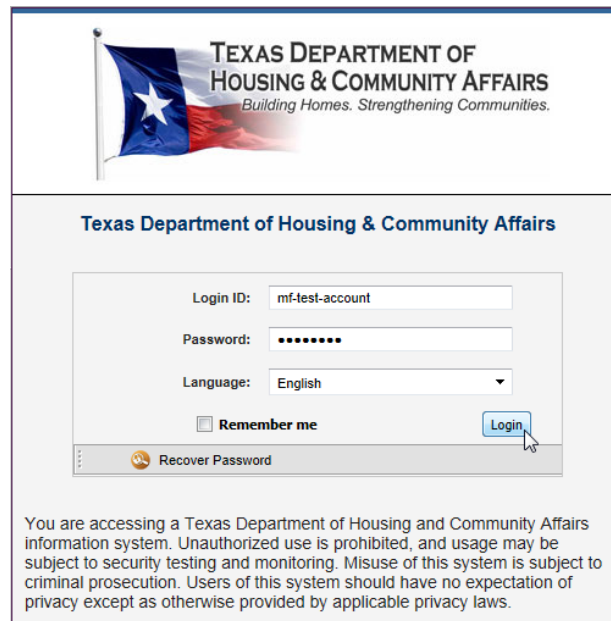 TEXAS DEPARTMENT OF
HOUSING & COMMUNITY AFFAIRS
Building Homes. Strengthening Communities.
Texas Department of Housing & Community Affairs
Login ID: mf-test-account
Password: ••••••••
Language: English
Remember me Login
Recover Password
You are accessing a Texas Department of Housing and Community Affairs
information system. Unauthorized use is prohibited, and usage may be
subject to security testing and monitoring. Misuse of this system is subject to
criminal prosecution. Users of this system should have no expectation of
privacy except as otherwise provided by applicable privacy laws.